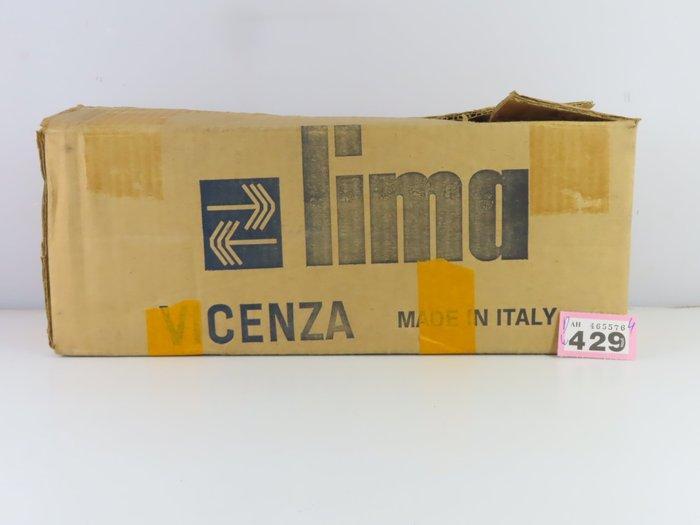 lima
VICENZA
MADE IN ITALY
AH 465576
429